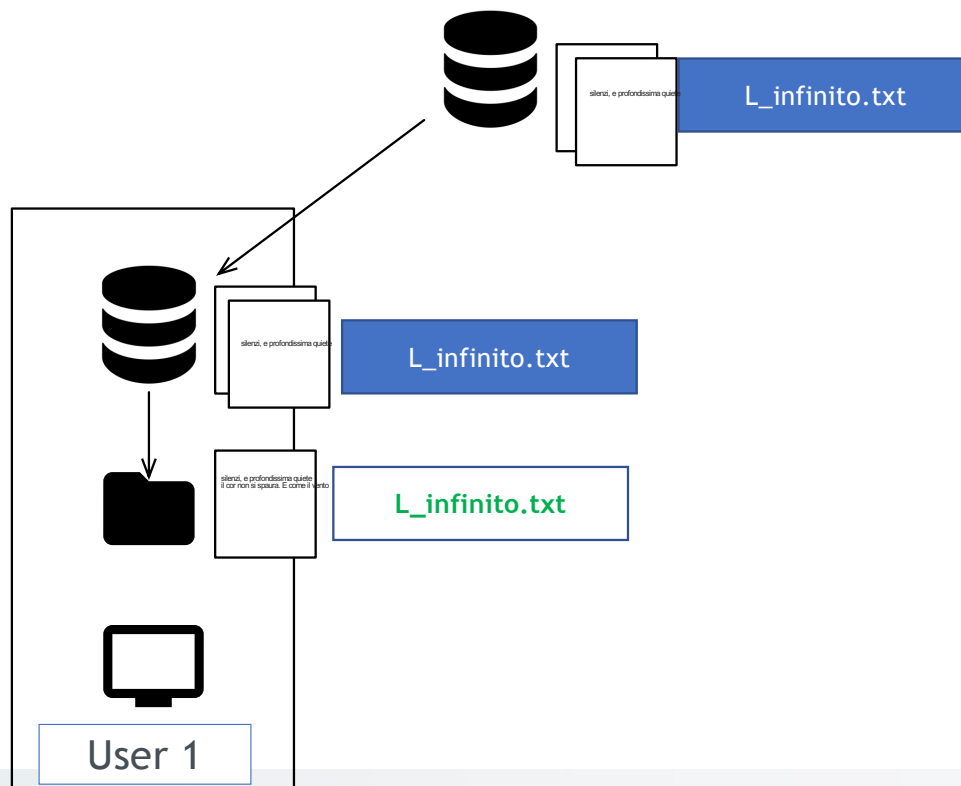 silenzi, e profondissima quiete
L_infinito.txt
silenzi, e profondissima quiete
L_infinito.txt
silenzi, e profondissima quiete
il cor non si spaura. E come il vento
L_infinito.txt
User 1